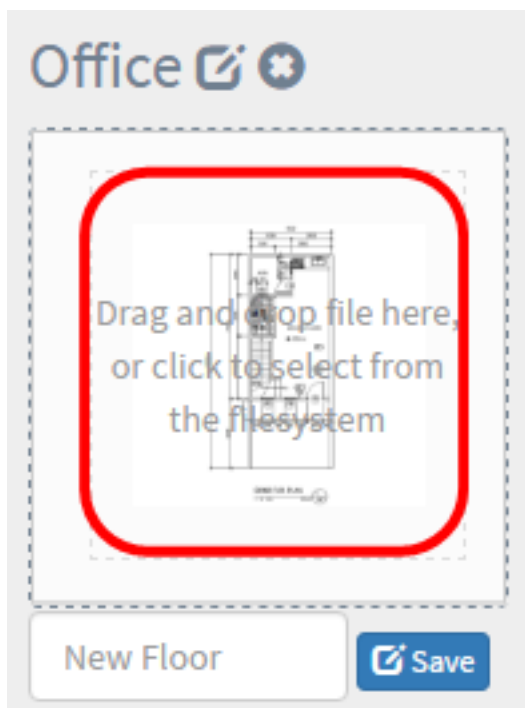 Office
Drag and drop file here,
or click to select from
the filesystem
New Floor
Save